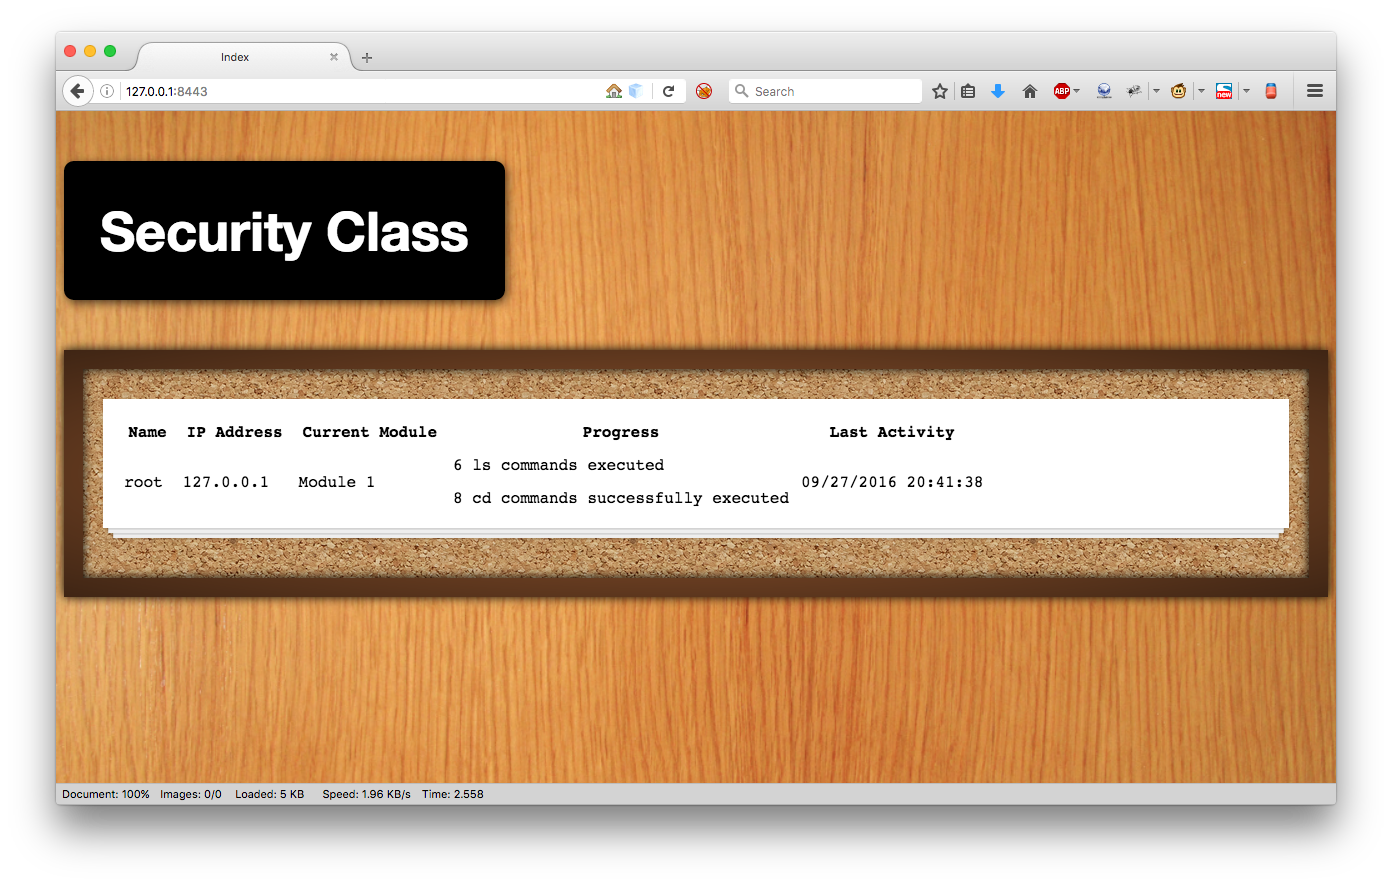 Index
127.0.0.1:8443
Search
ABP
new
Security Class
Name IP Address Current Module Progress Last Activity
6 ls commands executed
root 127.0.0.1 Module 1 09/27/2016 20:41:38
8 cd commands successfully executed
Document: 100% Images: 0/0 Loaded: 5 KB Speed: 1.96 KB/s Time: 2.558